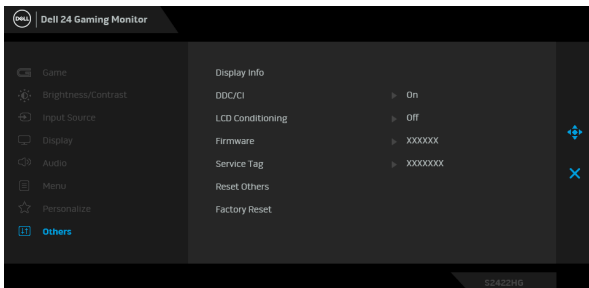 DELL Dell 24 Gaming Monitor
Game
Brightness/Contrast
Input Source
Display
Audio
Menu
Personalize
Others
Display Info
DDC/CI On
LCD Conditioning Off
Firmware XXXXXX
Service Tag XXXXXXX
Reset Others
Factory Reset
S2422HG